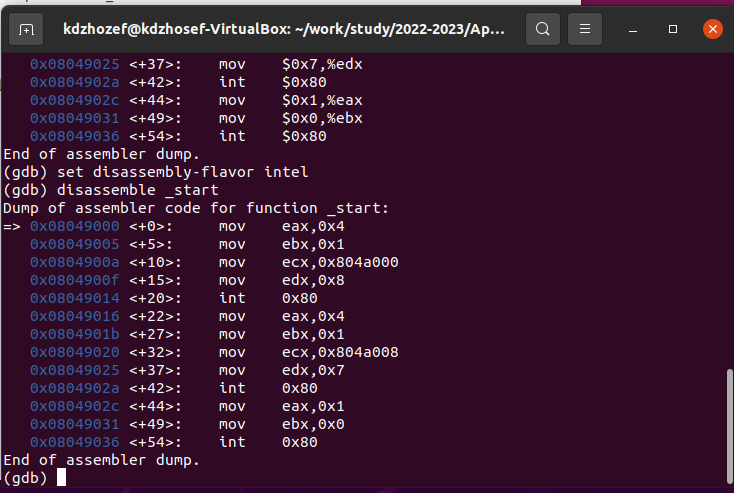 kdzhozef@kdzhosef-VirtualBox: ~/work/study/2022-2023/Ap...
0x08049025 <+37>: mov $0x7,%edx
0x0804902a <+42>: int $0x80
0x0804902c <+44>: mov $0x1,%eax
0x08049031 <+49>: mov $0x0,%ebx
0x08049036 <+54>: int $0x80
End of assembler dump.
(gdb) set disassembly-flavor intel
(gdb) disassemble _start
Dump of assembler code for function _start:
=> 0x08049000 <+0>: mov eax,0x4
0x08049005 <+5>: mov ebx,0x1
0x0804900a <+10>: mov ecx,0x804a000
0x0804900f <+15>: mov edx,0x8
0x08049014 <+20>: int 0x80
0x08049016 <+22>: mov eax,0x4
0x0804901b <+27>: mov ebx,0x1
0x08049020 <+32>: mov ecx,0x804a008
0x08049025 <+37>: mov edx,0x7
0x0804902a <+42>: int 0x80
0x0804902c <+44>: mov eax,0x1
0x08049031 <+49>: mov ebx,0x0
0x08049036 <+54>: int 0x80
End of assembler dump.
(gdb)